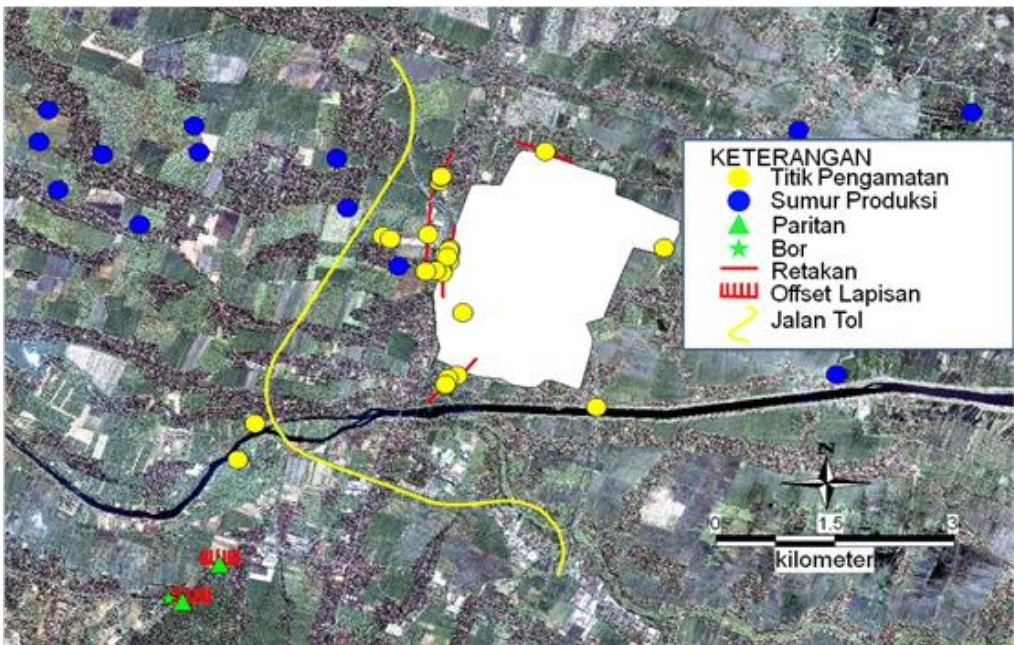 KETERANGAN
Titik Pengamatan
Sumur Produksi
Paritan
Bor
Retakan
Offset Lapisan
Jalan Tol
N
0 1.5 3
kilometer